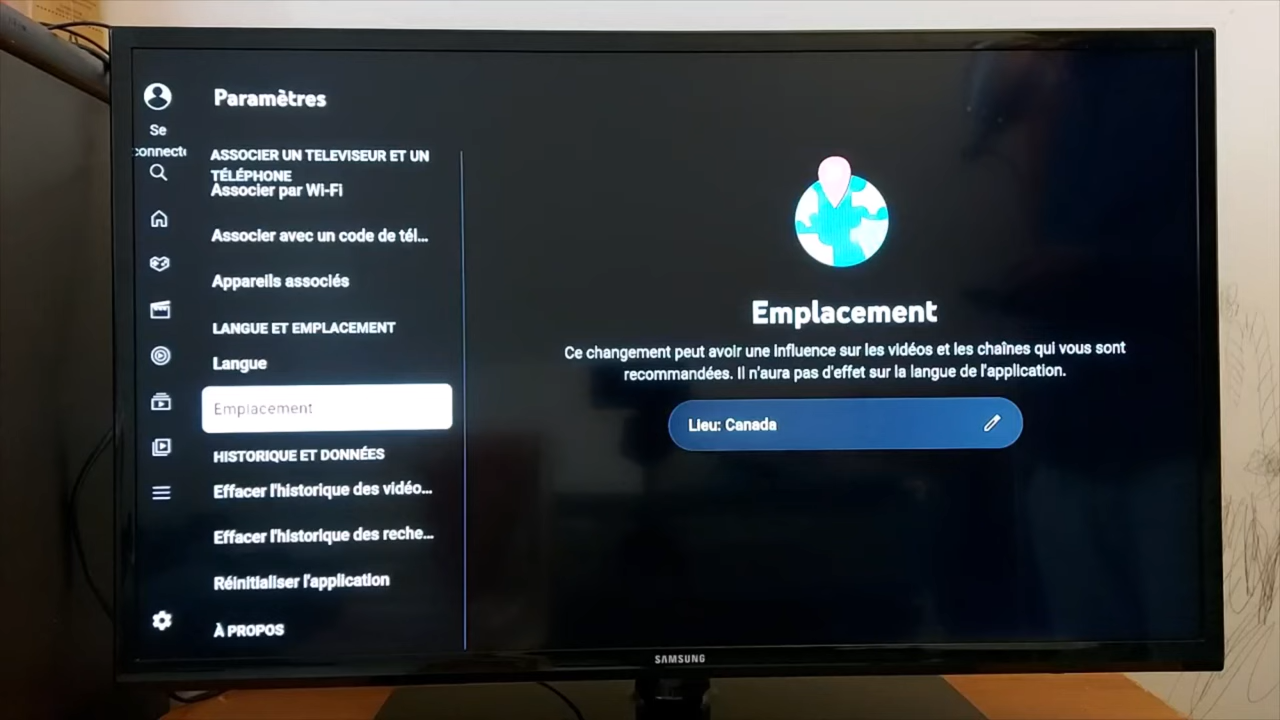 Paramètres
Se
connecte
ASSOCIER UN TELEVISEUR ET UN
TÉLÉPHONE
Associer par Wi-Fi
Associer avec un code de tél...
Appareils associés
LANGUE ET EMPLACEMENT
Langue
Emplacement
HISTORIQUE ET DONNÉES
Effacer l'historique des vidéo...
Effacer l'historique des reche...
Réinitialiser l'application
À PROPOS
Emplacement
Ce changement peut avoir une influence sur les vidéos et les chaînes qui vous sont
recommandées. Il n'aura pas d'effet sur la langue de l'application.
Lieu: Canada
SAMSUNG